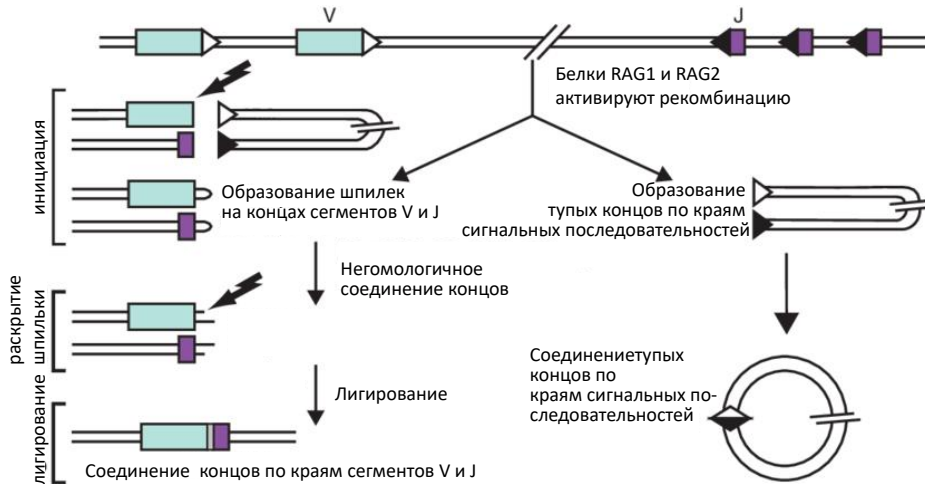 V
J
Белки RAG1 и RAG2
активируют рекомбинацию
инициация
Образование шпилек
на концах сегментов V и J
Образование
тупых концов по краям
сигнальных последовательностей
Негомологичное
соединение концов
раскрытие
шпильки
Лигирование
Соединениетупых
концов по
краям сигнальных по-
следовательностей
лигирование
Соединение концов по краям сегментов V и J